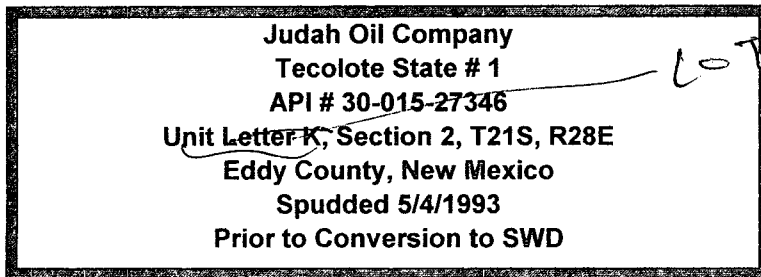 Judah Oil Company
Tecolote State # 1
LOT
API # 30-015-27346
Unit Letter K, Section 2, T21S, R28E
Eddy County, New Mexico
Spudded 5/4/1993
Prior to Conversion to SWD